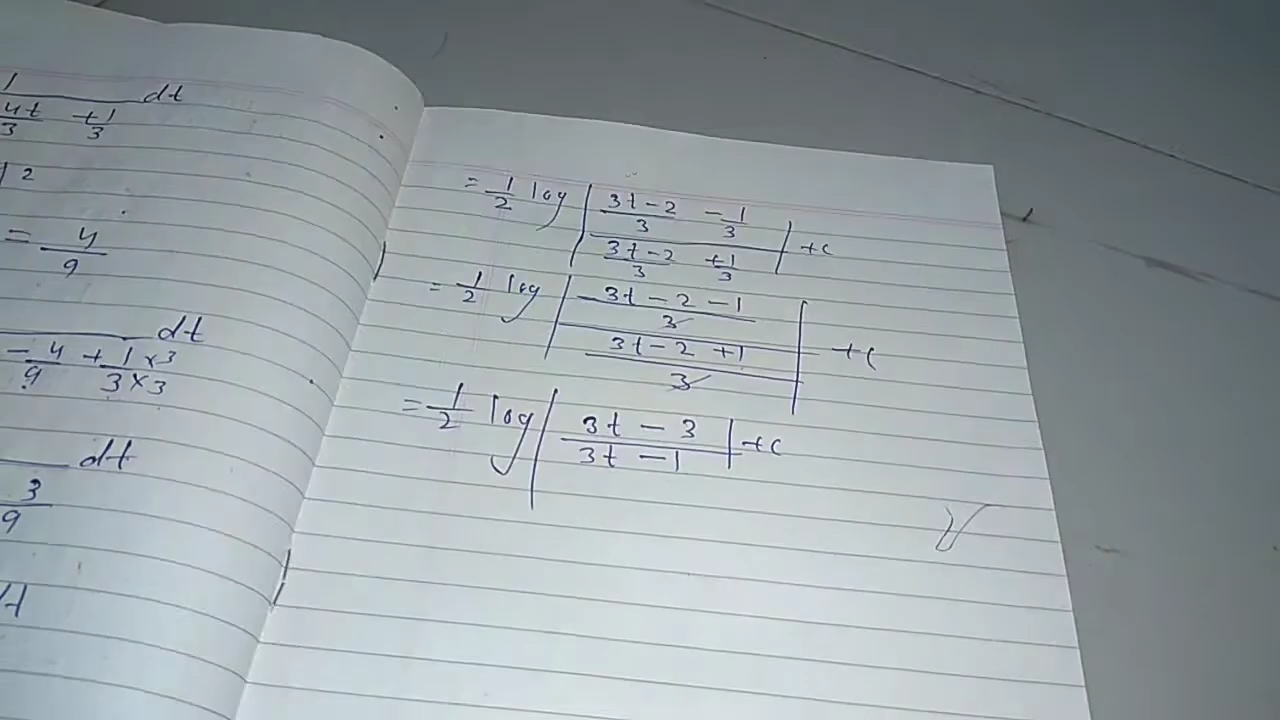 1
4t/3 + 1/3 dt
2
= 4/9
dt
- 4/9 + 1×3/3×3
dt
3/9
= 1/2 log | (3t-2)/3 - 1/3 / (3t-2)/3 + 1/3 | + c
= 1/2 log | (3t - 2 - 1)/3 / (3t - 2 + 1)/3 | + c
= 1/2 log | 3t - 3 / 3t - 1 | + c